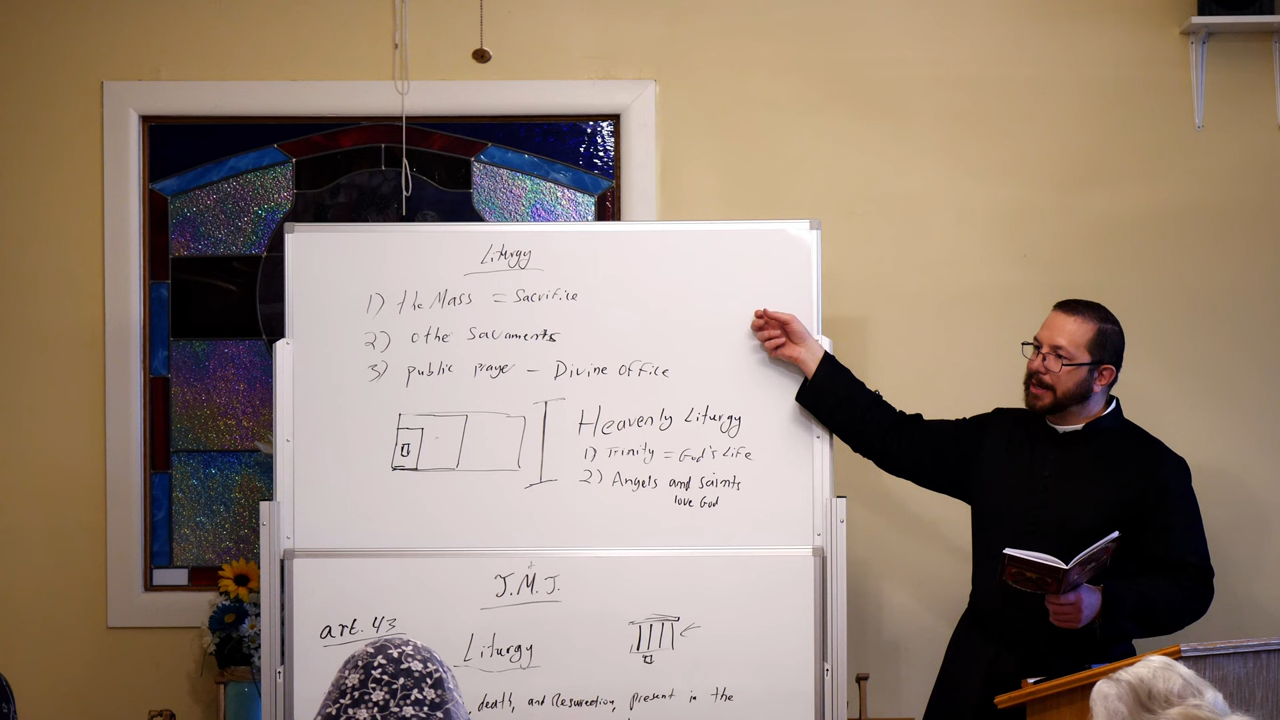 Liturgy
1) the Mass = Sacrifice
2) othe Sacraments
3) public prayer - Divine Office
Heavenly Liturgy
1) Trinity = God's Life
2) Angels and saints
love God
J.M.J.
art. 43
Liturgy
, death, and Resurrection, present in the